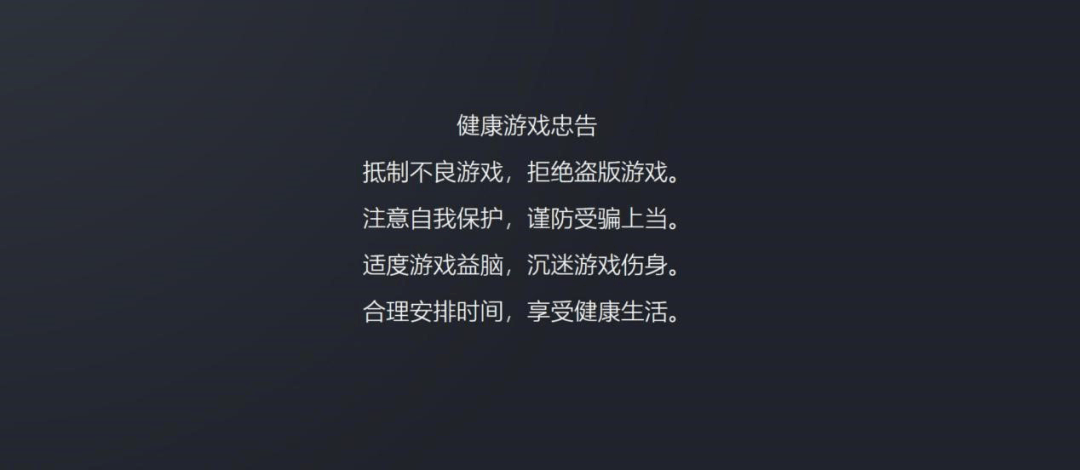 健康游戏忠告
抵制不良游戏，拒绝盗版游戏。
注意自我保护，谨防受骗上当。
适度游戏益脑，沉迷游戏伤身。
合理安排时间，享受健康生活。